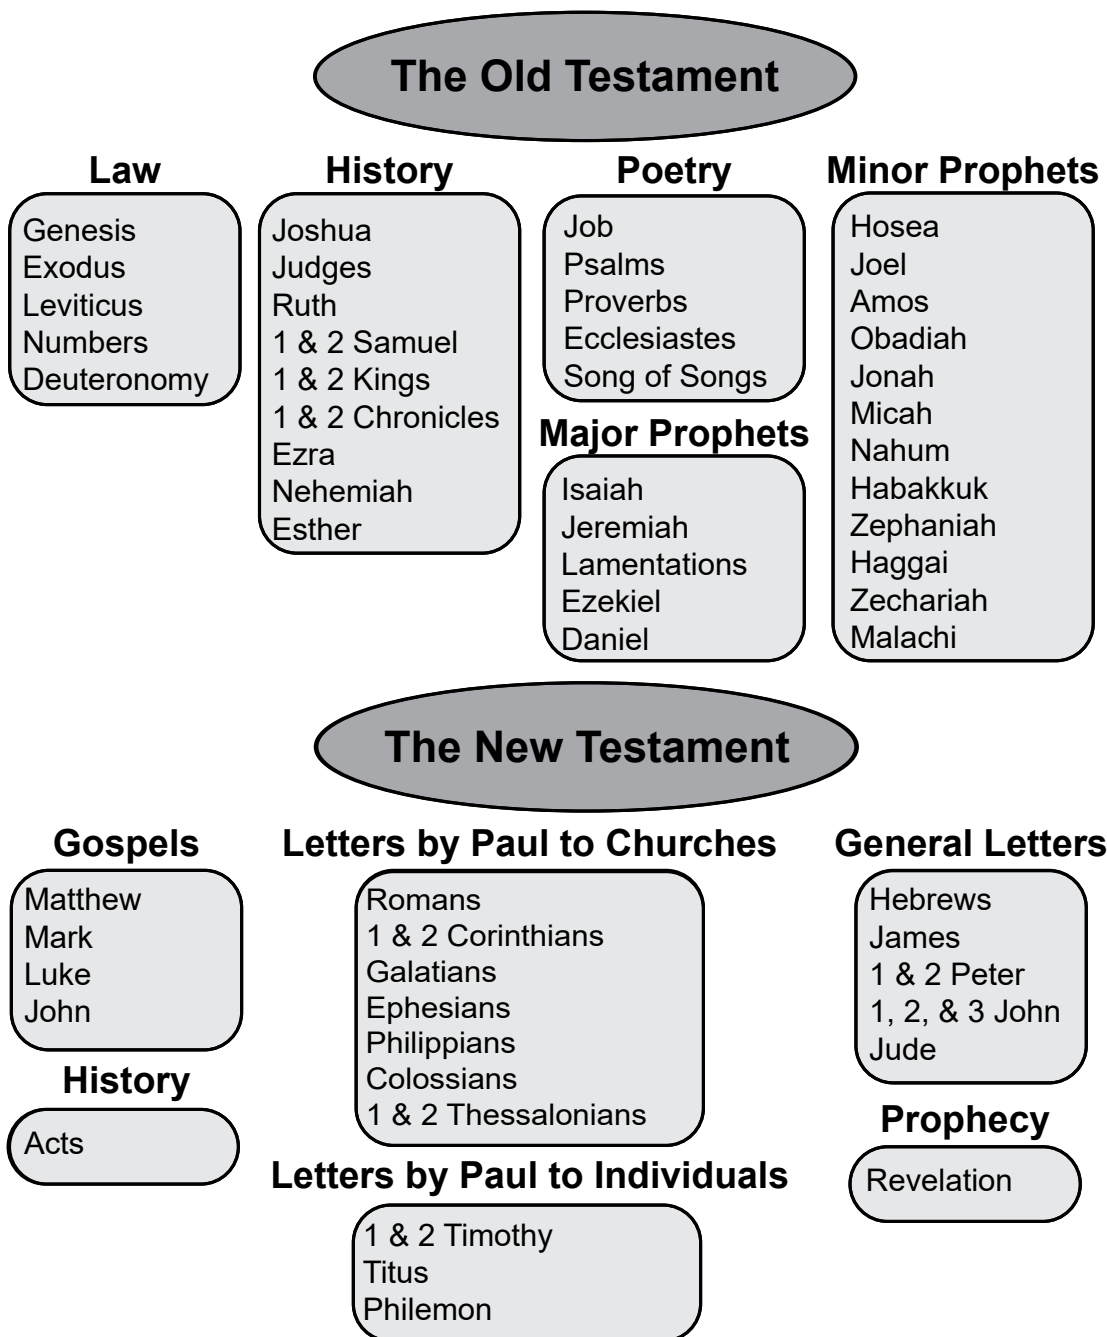 The Old Testament
Law
Genesis
Exodus
Leviticus
Numbers
Deuteronomy
History
Joshua
Judges
Ruth
1 & 2 Samuel
1 & 2 Kings
1 & 2 Chronicles
Ezra
Nehemiah
Esther
Poetry
Job
Psalms
Proverbs
Ecclesiastes
Song of Songs
Major Prophets
Isaiah
Jeremiah
Lamentations
Ezekiel
Daniel
Minor Prophets
Hosea
Joel
Amos
Obadiah
Jonah
Micah
Nahum
Habakkuk
Zephaniah
Haggai
Zechariah
Malachi
The New Testament
Gospels
Matthew
Mark
Luke
John
History
Acts
Letters by Paul to Churches
Romans
1 & 2 Corinthians
Galatians
Ephesians
Philippians
Colossians
1 & 2 Thessalonians
Letters by Paul to Individuals
1 & 2 Timothy
Titus
Philemon
General Letters
Hebrews
James
1 & 2 Peter
1, 2, & 3 John
Jude
Prophecy
Revelation